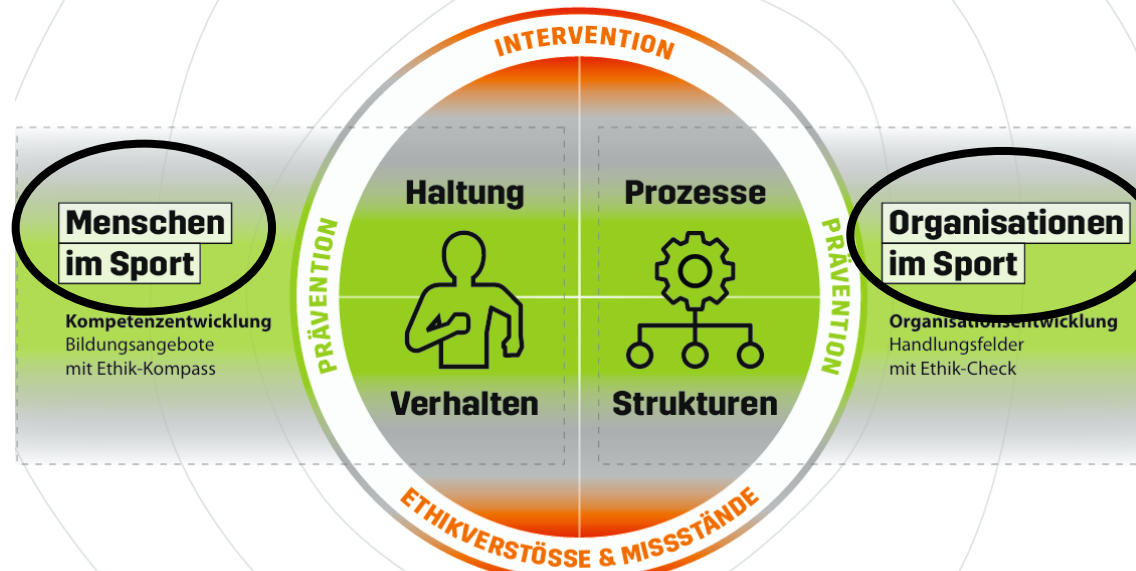 INTERVENTION
Haltung
Prozesse
Menschen
im Sport
Organisationen
im Sport
PRÄVENTION
PRÄVENTION
Kompetenzentwicklung
Bildungsangebote
mit Ethik-Kompass
Organisationsentwicklung
Handlungsfelder
mit Ethik-Check
Verhalten
Strukturen
ETHIKVERSTÖSSE & MISSSTÄNDE